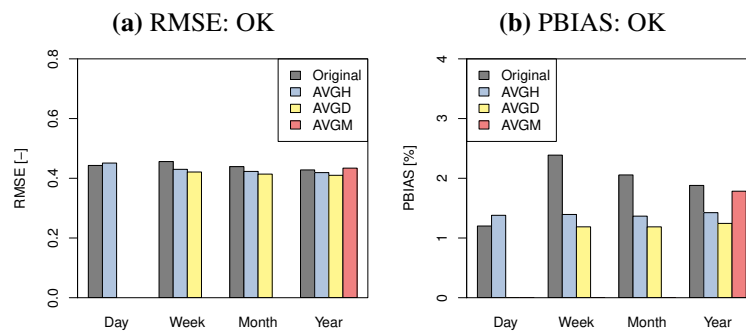 (a) RMSE: OK
RMSE [-]
0.8
0.6
0.4
0.2
0.0
Original
AVGH
AVGD
AVGM
Day Week Month Year
(b) PBIAS: OK
PBIAS [%]
4
3
2
1
0
Original
AVGH
AVGD
AVGM
Day Week Month Year